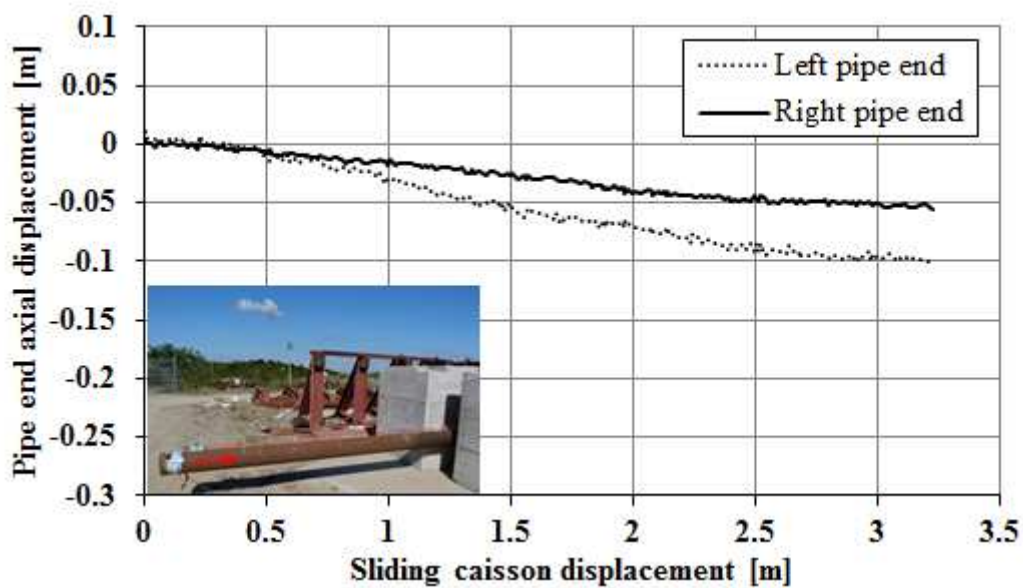 0.1
0.05
0
-0.05
-0.1
-0.15
-0.2
-0.25
-0.3
Pipe end axial displacement [m]
Left pipe end
Right pipe end
0 0.5 1 1.5 2 2.5 3 3.5
Sliding caisson displacement [m]